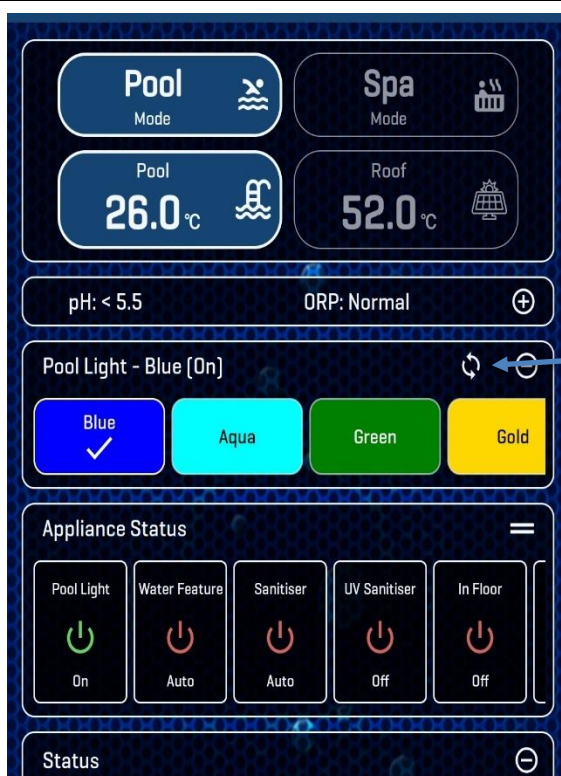 Pool
Mode
Spa
Mode
Pool
26.0 °C
Roof
52.0 °C
pH: < 5.5 ORP: Normal
Pool Light - Blue (On)
Blue
Aqua
Green
Gold
Appliance Status
Pool Light
On
Water Feature
Auto
Sanitiser
Auto
UV Sanitiser
Off
In Floor
Off
Status